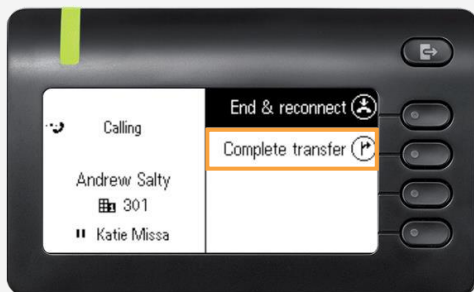 Calling
Andrew Salty
301
Katie Missa
End & reconnect
Complete transfer